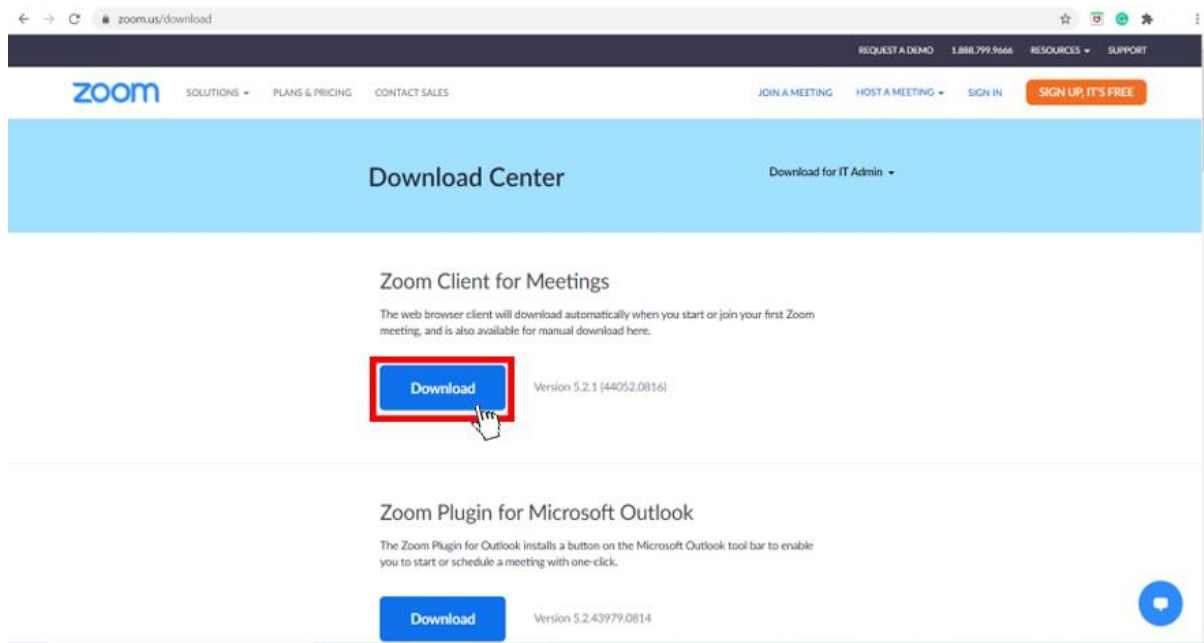 zoom.us/download
REQUEST A DEMO 1.888.799.9666 RESOURCES SUPPORT
zoom SOLUTIONS PLANS & PRICING CONTACT SALES JOIN A MEETING HOST A MEETING SIGN IN SIGN UP, IT'S FREE
Download Center Download for IT Admin
Zoom Client for Meetings
The web browser client will download automatically when you start or join your first Zoom
meeting, and is also available for manual download here.
Download Version 5.2.1 (44052.0816)
Zoom Plugin for Microsoft Outlook
The Zoom Plugin for Outlook installs a button on the Microsoft Outlook tool bar to enable
you to start or schedule a meeting with one-click.
Download Version 5.2.43979.0814